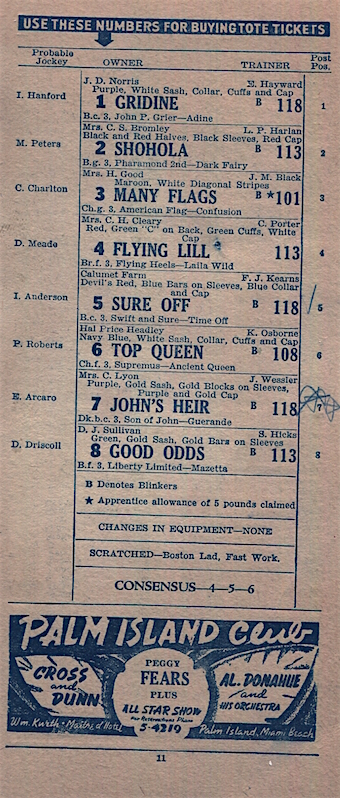 USE THESE NUMBERS FOR BUYING TOTE TICKETS
Probable Jockey OWNER TRAINER Post Pos.
J. D. Norris E. Hayward
Purple, White Sash, Collar, Cuffs and Cap
I. Hanford 1 GRIDINE B 118 1
B.c. 3, John P. Grier—Adine
Mrs. C. S. Bromley L. P. Harlan
Black and Red Halves, Black Sleeves, Red Cap
M. Peters 2 SHOHOLA B 113 2
B.g. 3, Pharamond 2nd—Dark Fairy
Mrs. H. Good J. M. Black
Maroon, White Diagonal Stripes
C. Charlton 3 MANY FLAGS B ★101 3
Ch.g. 3, American Flag—Confusion
Mrs. C. H. Cleary C. Porter
Red, Green "C" on Back, Green Cuffs, White
Cap
D. Meade 4 FLYING LILL 113 4
Br.f. 3, Flying Heels—Laila Wild
Calumet Farm F. J. Kearns
Devil's Red, Blue Bars on Sleeves, Blue Collar
and Cap
I. Anderson 5 SURE OFF B 118 5
B.c. 3, Swift and Sure—Time Off
Hal Price Headley K. Osborne
Navy Blue, White Sash, Collar, Cuffs and Cap
P. Roberts 6 TOP QUEEN B 108 6
Ch.f. 3, Supremus—Ancient Queen
Mrs. C. Lyon J. Wessler
Purple, Gold Sash, Gold Blocks on Sleeves,
Purple and Gold Cap
E. Arcaro 7 JOHN'S HEIR B 118 7
Dk.b.c. 3, Son of John—Guerande
D. J. Sullivan S. Hicks
Green, Gold Sash, Gold Bars on Sleeves
D. Driscoll 8 GOOD ODDS B 113 8
B.f. 3, Liberty Limited—Mazetta
B Denotes Blinkers
★ Apprentice allowance of 5 pounds claimed
CHANGES IN EQUIPMENT—NONE
SCRATCHED—Boston Lad, Fast Work.
CONSENSUS—4—5—6
PALM ISLAND Club
CROSS and DUNN
PEGGY FEARS PLUS ALL STAR SHOW
For Reservations Phone
5-4219
AL. DONAHUE and HIS ORCHESTRA
Wm. Kurth - Maitre d'Hotel
Palm Island, Miami Beach
11